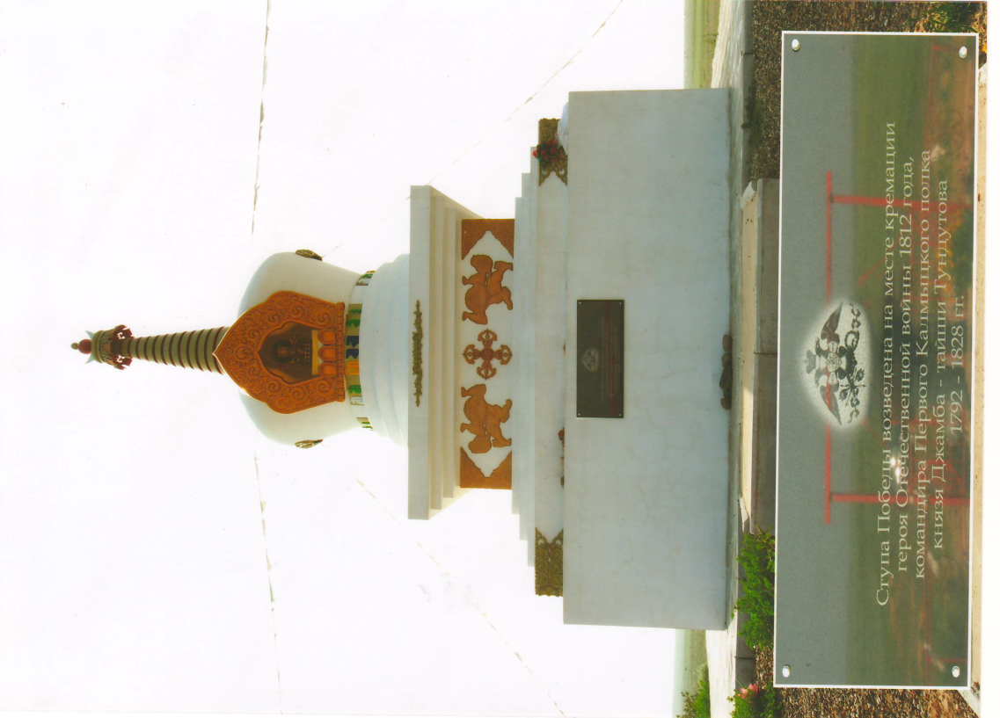 Ступа Победы возведена на месте кремации
героя Отечественной войны 1812 года,
командира Первого Калмыцкого полка
князя Джамба - тайши Тундутова
1792 - 1828 гг.